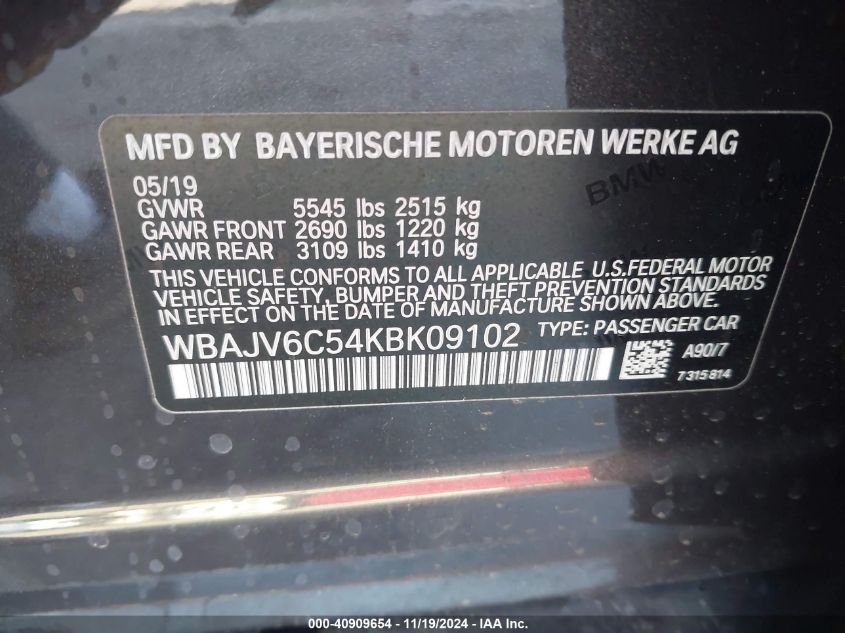 MFD BY BAYERISCHE MOTOREN WERKE AG
05/19
GVWR 5545 lbs 2515 kg
GAWR FRONT 2690 lbs 1220 kg
GAWR REAR 3109 lbs 1410 kg
THIS VEHICLE CONFORMS TO ALL APPLICABLE U.S.FEDERAL MOTOR
VEHICLE SAFETY, BUMPER AND THEFT PREVENTION STANDARDS
IN EFFECT ON THE DATE OF MANUFACTURE SHOWN ABOVE.
WBAJV6C54KBK09102 TYPE: PASSENGER CAR
A90/7
7315814
BMW
000-40909654 - 11/19/2024 - IAA Inc.